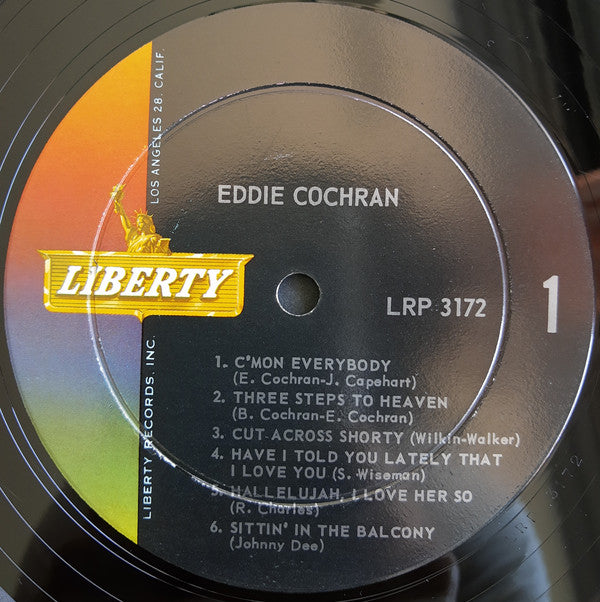 LOS ANGELES 28, CALIF.
EDDIE COCHRAN
LIBERTY
LRP 3172
1
1. C'MON EVERYBODY
(E. Cochran-J. Capehart)
2. THREE STEPS TO HEAVEN
(B. Cochran-E. Cochran)
3. CUT ACROSS SHORTY (Wilkin-Walker)
4. HAVE I TOLD YOU LATELY THAT
I LOVE YOU (S. Wiseman)
5. HALLELUJAH, I LOVE HER SO
(R. Charles)
6. SITTIN' IN THE BALCONY
(Johnny Dee)
LIBERTY RECORDS, INC.